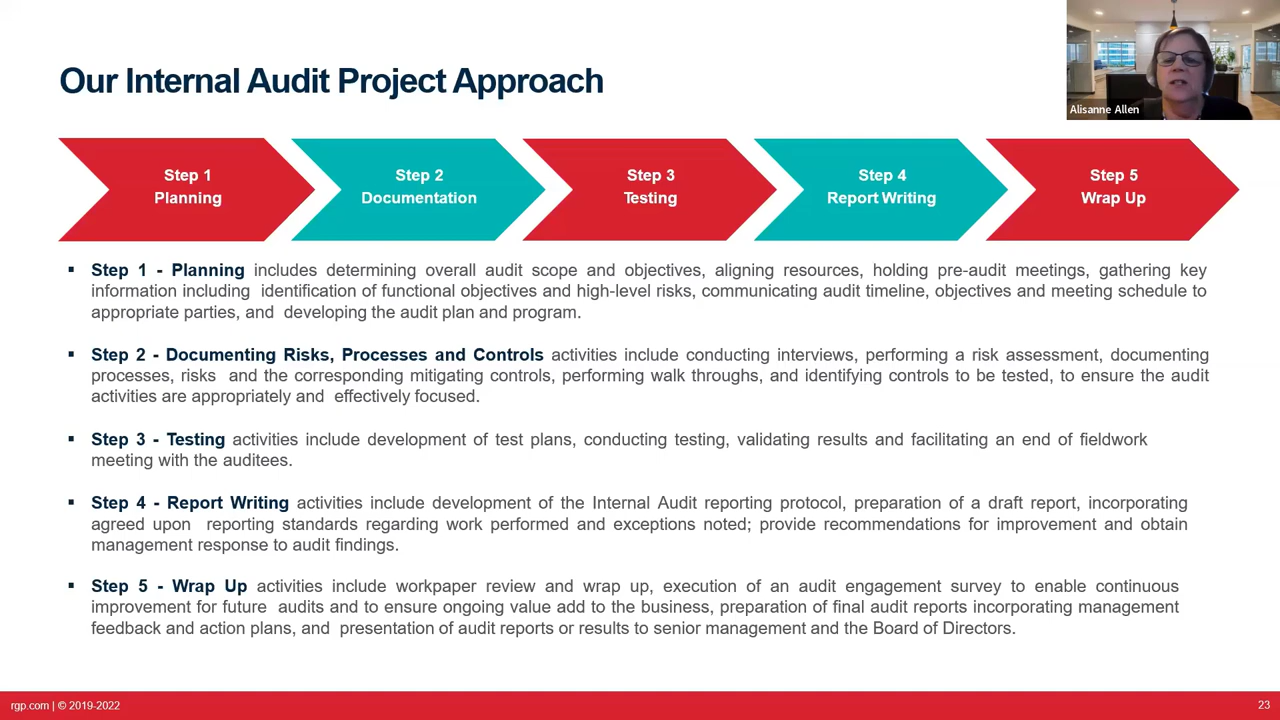 Our Internal Audit Project Approach
Alisanne Allen
Step 1
Planning
Step 2
Documentation
Step 3
Testing
Step 4
Report Writing
Step 5
Wrap Up
▪ Step 1 - Planning includes determining overall audit scope and objectives, aligning resources, holding pre-audit meetings, gathering key
information including identification of functional objectives and high-level risks, communicating audit timeline, objectives and meeting schedule to
appropriate parties, and developing the audit plan and program.
▪ Step 2 - Documenting Risks, Processes and Controls activities include conducting interviews, performing a risk assessment, documenting
processes, risks and the corresponding mitigating controls, performing walk throughs, and identifying controls to be tested, to ensure the audit
activities are appropriately and effectively focused.
▪ Step 3 - Testing activities include development of test plans, conducting testing, validating results and facilitating an end of fieldwork
meeting with the auditees.
▪ Step 4 - Report Writing activities include development of the Internal Audit reporting protocol, preparation of a draft report, incorporating
agreed upon reporting standards regarding work performed and exceptions noted; provide recommendations for improvement and obtain
management response to audit findings.
▪ Step 5 - Wrap Up activities include workpaper review and wrap up, execution of an audit engagement survey to enable continuous
improvement for future audits and to ensure ongoing value add to the business, preparation of final audit reports incorporating management
feedback and action plans, and presentation of audit reports or results to senior management and the Board of Directors.
rgp.com | © 2019-2022
23